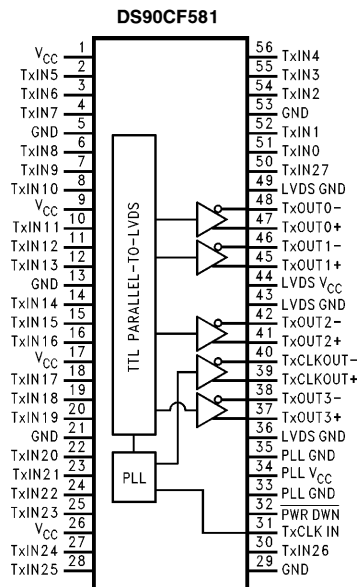 DS90CF581
VCC 1
TxIN5 2
TxIN6 3
TxIN7 4
GND 5
TxIN8 6
TxIN9 7
TxIN10 8
VCC 9
TxIN11 10
TxIN12 11
TxIN13 12
GND 13
TxIN14 14
TxIN15 15
TxIN16 16
VCC 17
TxIN17 18
TxIN18 19
TxIN19 20
GND 21
TxIN20 22
TxIN21 23
TxIN22 24
TxIN23 25
VCC 26
TxIN24 27
TxIN25 28
TTL PARALLEL-TO-LVDS
PLL
56 TxIN4
55 TxIN3
54 TxIN2
53 GND
52 TxIN1
51 TxIN0
50 TxIN27
49 LVDS GND
48 TxOUT0-
47 TxOUT0+
46 TxOUT1-
45 TxOUT1+
44 LVDS VCC
43 LVDS GND
42 TxOUT2-
41 TxOUT2+
40 TxCLKOUT-
39 TxCLKOUT+
38 TxOUT3-
37 TxOUT3+
36 LVDS GND
35 PLL GND
34 PLL VCC
33 PLL GND
32 PWR DWN
31 TxCLK IN
30 TxIN26
29 GND